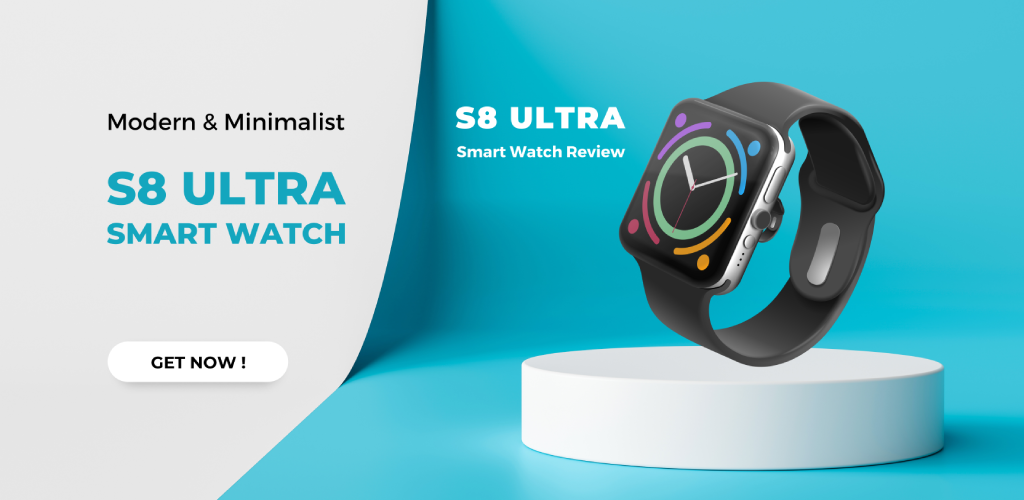 Modern & Minimalist
S8 ULTRA
SMART WATCH
GET NOW !
S8 ULTRA
Smart Watch Review